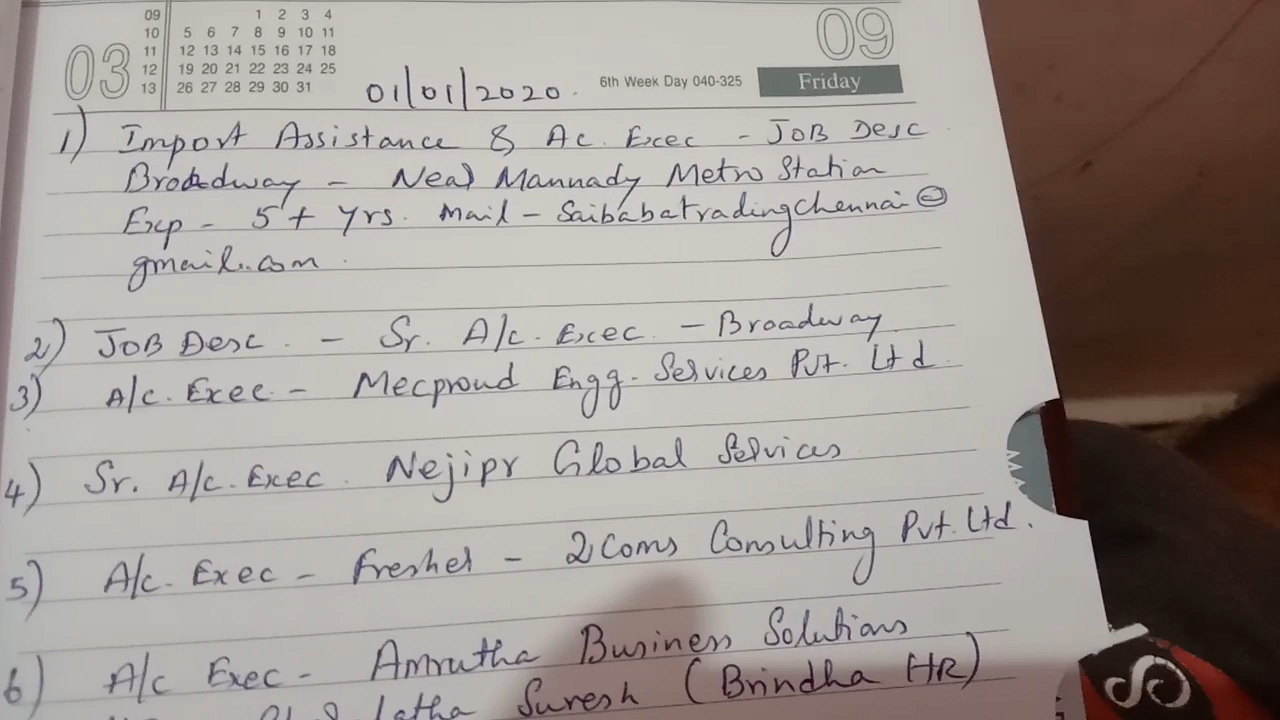 09 1 2 3 4
10 5 6 7 8 9 10 11
11 12 13 14 15 16 17 18
12 19 20 21 22 23 24 25
13 26 27 28 29 30 31
03
01/01/2020.
6th Week Day 040-325
09
Friday
1) Import Assistance & Ac. Exec - JOB Desc
Broadway - Near Mannady Metro Station
Exp - 5+ Yrs. Mail - Saibabatradingchennai@
gmail.com
2) JOB Desc. - Sr. A/c. Exec. - Broadway
3) A/c. Exec. - Mecproud Engg. Services Pvt. Ltd
4) Sr. A/c. Exec. Nejipr Global Services
5) A/c. Exec - Fresher - 2Coms Consulting Pvt. Ltd.
6) A/c Exec - Amrutha Business Solutions
latha Suresh (Brindha HR)